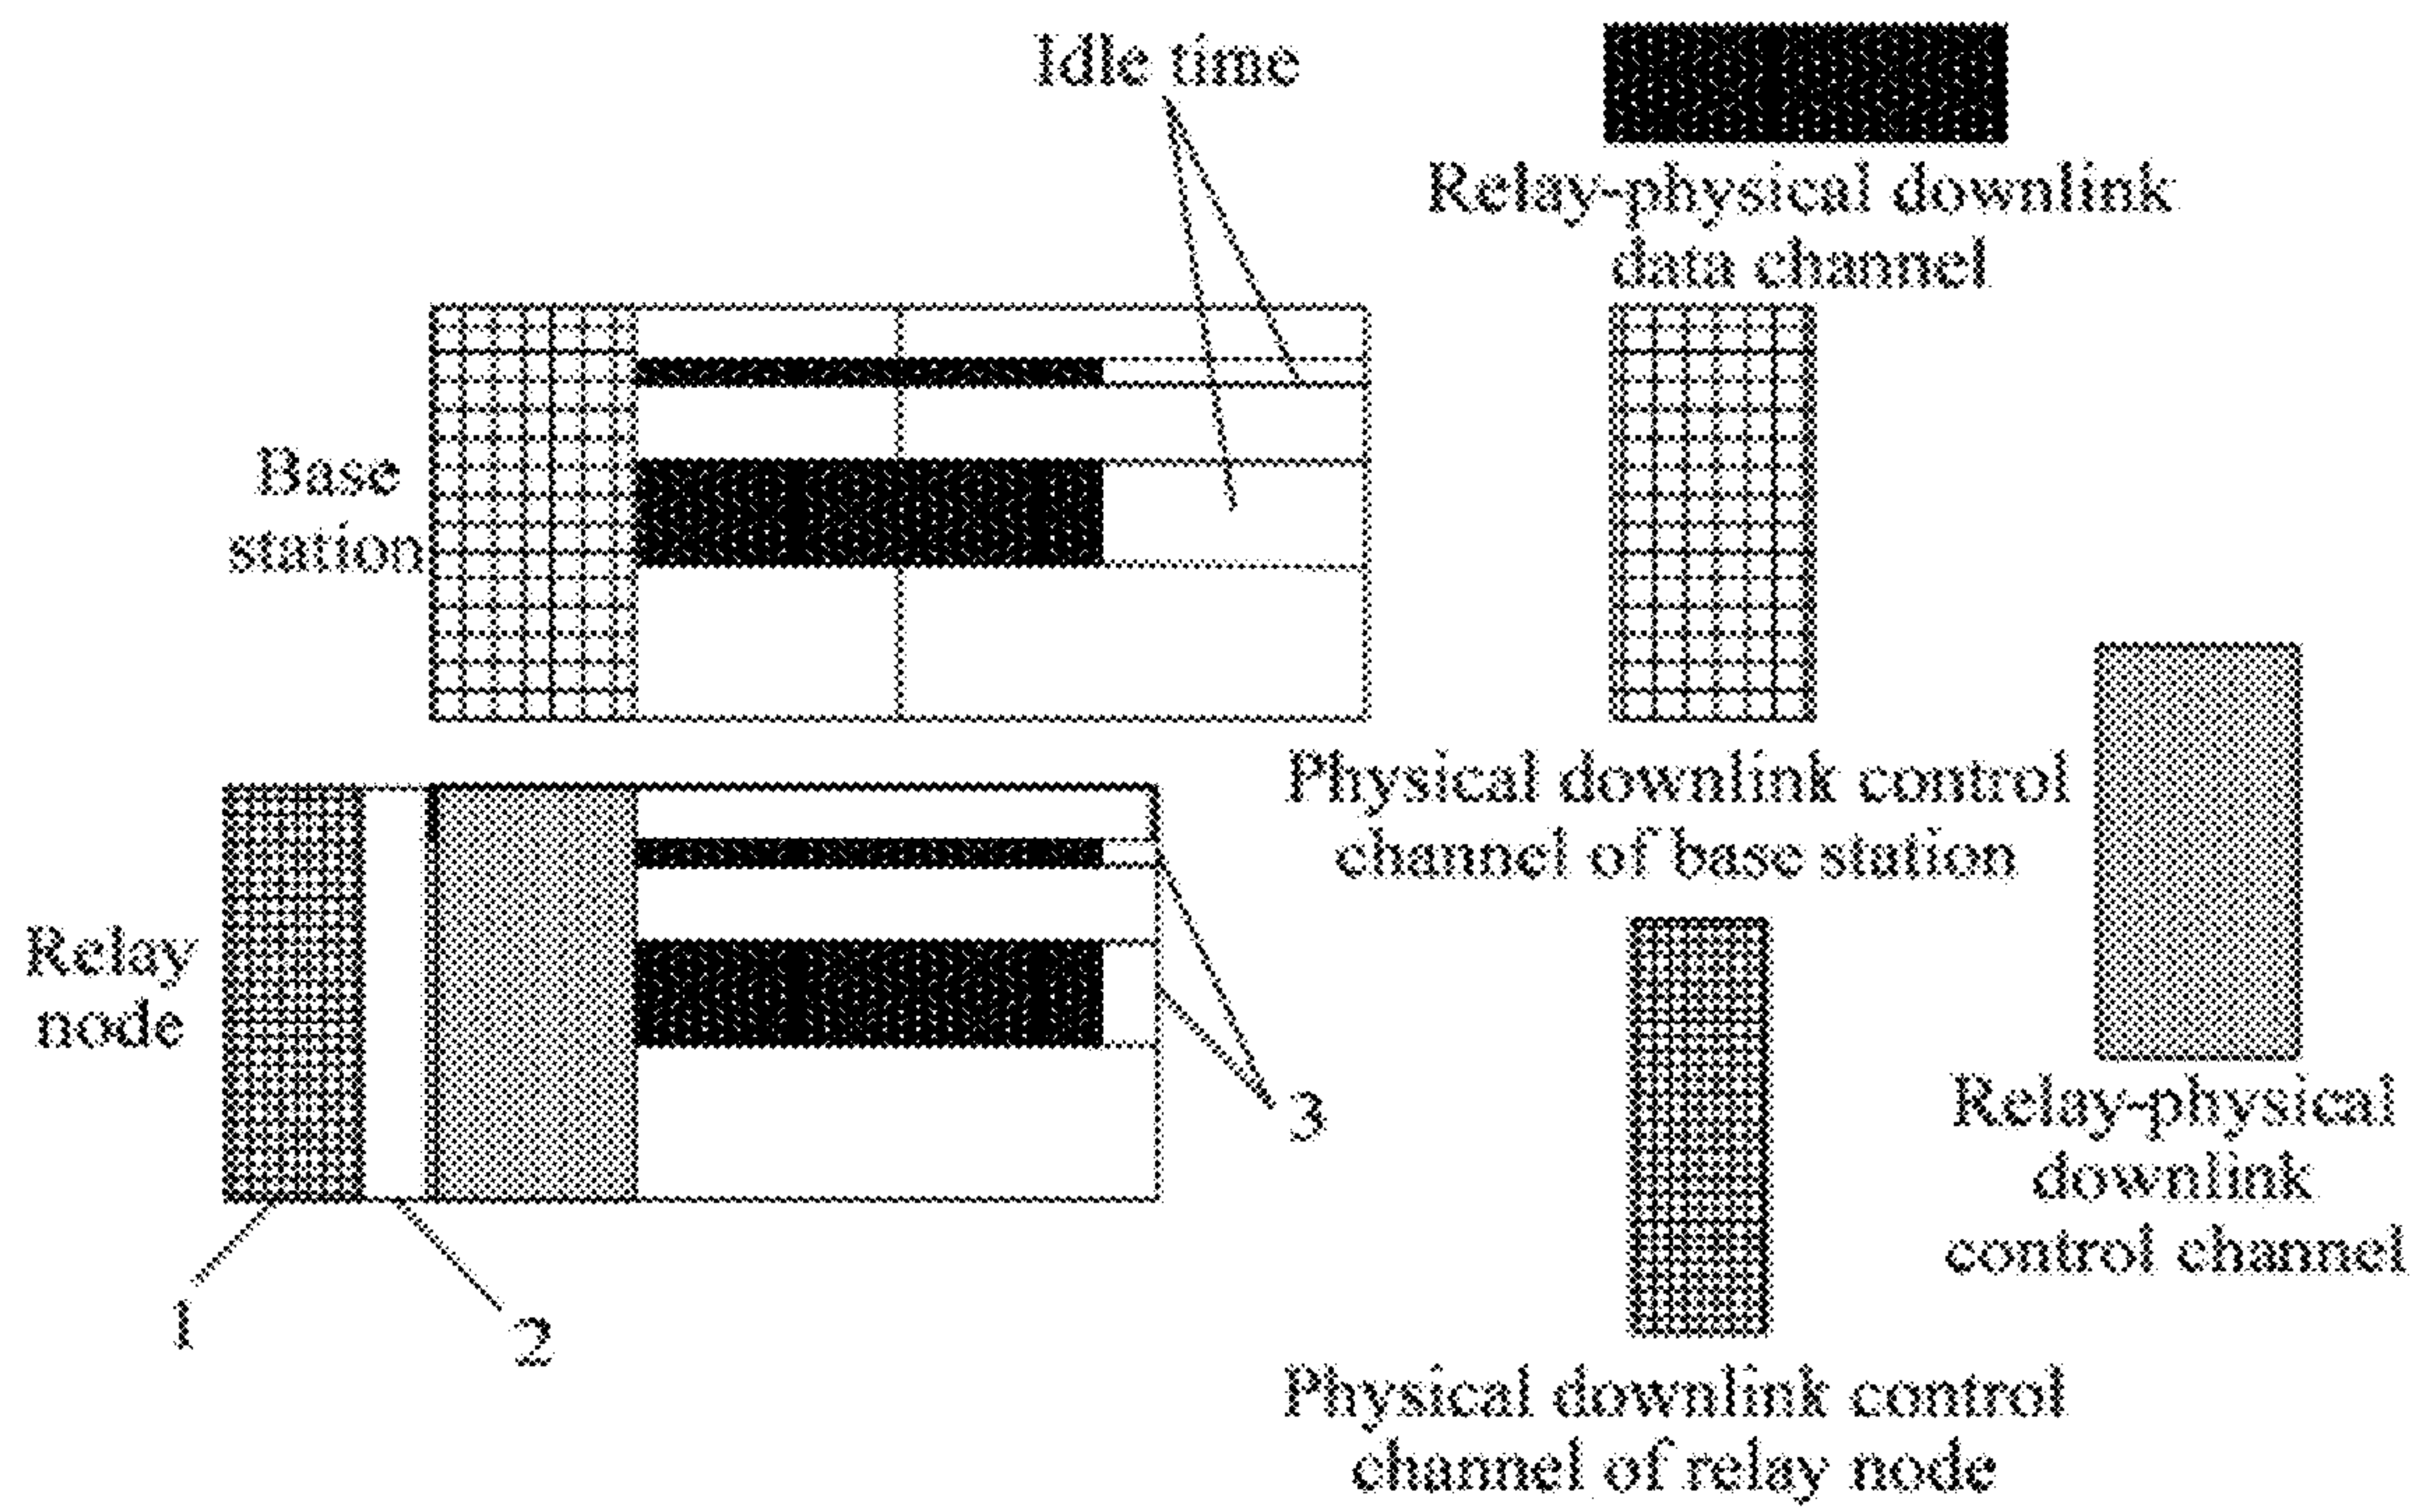 Idle time
Relay-physical downlink
data channel
Base
station
Physical downlink control
channel of base station
Relay
node
3
Relay-physical
downlink
control channel
1
2
Physical downlink control
channel of relay node